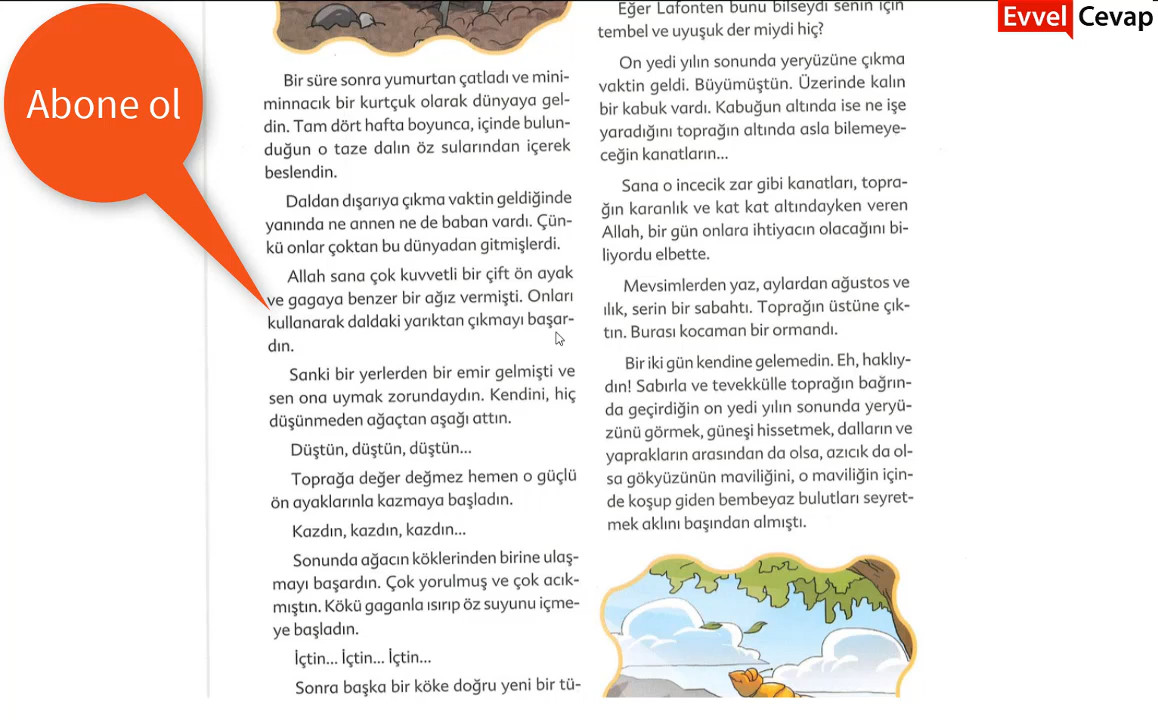 Abone ol
Evvel Cevap
Bir süre sonra yumurtan çatladı ve mini-
minnacık bir kurtçuk olarak dünyaya gel-
din. Tam dört hafta boyunca, içinde bulun-
duğun o taze dalın öz sularından içerek
beslendin.
Daldan dışarıya çıkma vaktin geldiğinde
yanında ne annen ne de baban vardı. Çün-
kü onlar çoktan bu dünyadan gitmişlerdi.
Allah sana çok kuvvetli bir çift ön ayak
ve gagaya benzer bir ağız vermişti. Onları
kullanarak daldaki yarıktan çıkmayı başar-
dın.
Sanki bir yerlerden bir emir gelmişti ve
sen ona uymak zorundaydın. Kendini, hiç
düşünmeden ağaçtan aşağı attın.
Düştün, düştün, düştün...
Toprağa değer değmez hemen o güçlü
ön ayaklarınla kazmaya başladın.
Kazdın, kazdın, kazdın...
Sonunda ağacın köklerinden birine ulaş-
mayı başardın. Çok yorulmuş ve çok acık-
mıştın. Kökü gaganla ısırıp öz suyunu içme-
ye başladın.
İçtin... İçtin... İçtin...
Sonra başka bir köke doğru yeni bir tü-
Eğer Lafonten bunu bilseydi senin için
tembel ve uyuşuk der miydi hiç?
On yedi yılın sonunda yeryüzüne çıkma
vaktin geldi. Büyümüştün. Üzerinde kalın
bir kabuk vardı. Kabuğun altında ise ne işe
yaradığını toprağın altında asla bilemeye-
ceğin kanatların...
Sana o incecik zar gibi kanatları, topra-
ğın karanlık ve kat kat altındayken veren
Allah, bir gün onlara ihtiyacın olacağını bi-
liyordu elbette.
Mevsimlerden yaz, aylardan ağustos ve
ılık, serin bir sabahtı. Toprağın üstüne çık-
tın. Burası kocaman bir ormandı.
Bir iki gün kendine gelemedin. Eh, haklıy-
dın! Sabırla ve tevekkülle toprağın bağrın-
da geçirdiğin on yedi yılın sonunda yeryü-
zünü görmek, güneşi hissetmek, dalların ve
yaprakların arasından da olsa, azıcık da ol-
sa gökyüzünün maviliğini, o maviliğin için-
de koşup giden bembeyaz bulutları seyret-
mek aklını başından almıştı.